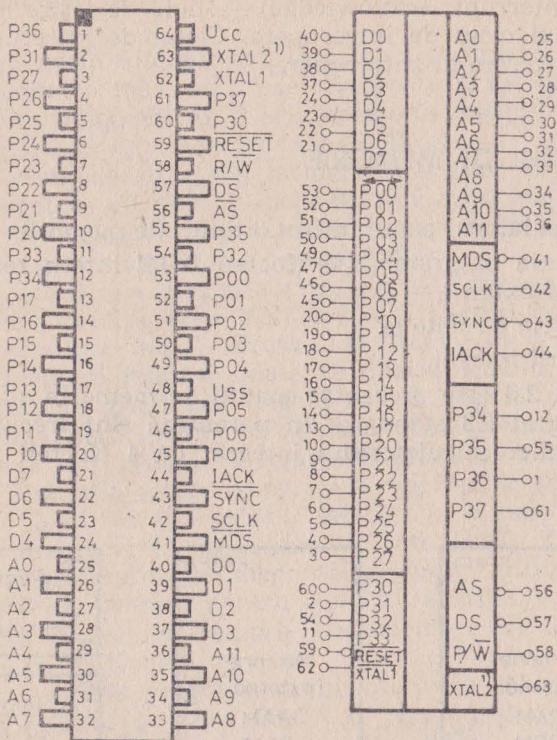 P36 1 64 Ucc
P31 2 63 XTAL2 1)
P27 3 62 XTAL1
P26 4 61 P37
P25 5 60 P30
P24 6 59 R̅E̅S̅E̅T̅
P23 7 58 R/W̅
P22 8 57 D̅S̅
P21 9 56 A̅S̅
P20 10 55 P35
P33 11 54 P32
P34 12 53 P00
P17 13 52 P01
P16 14 51 P02
P15 15 50 P03
P14 16 49 P04
P13 17 48 Uss
P12 18 47 P05
P11 19 46 P06
P10 20 45 P07
D7 21 44 IACK
D6 22 43 S̅Y̅N̅C̅
D5 23 42 SCLK
D4 24 41 M̅D̅S̅
A0 25 40 D0
A1 26 39 D1
A2 27 38 D2
A3 28 37 D3
A4 29 36 A11
A5 30 35 A10
A6 31 34 A9
A7 32 33 A8
40 D0
39 D1
38 D2
37 D3
24 D4
23 D5
22 D6
21 D7
53 P00
52 P01
51 P02
50 P03
49 P04
47 P05
46 P06
45 P07
20 P10
19 P11
18 P12
17 P13
16 P14
15 P15
14 P16
13 P17
10 P20
9 P21
8 P22
7 P23
6 P24
5 P25
4 P26
3 P27
60 P30
2 P31
54 P32
11 P33
59 RESET
62 XTAL1
A0 25
A1 26
A2 27
A3 28
A4 29
A5 30
A6 31
A7 32
A8 33
A9 34
A10 35
A11 36
MDS 41
SCLK 42
SYNC 43
IACK 44
P34 12
P35 55
P36 1
P37 61
AS 56
DS 57
P/W̅ 58
XTAL2 1) 63